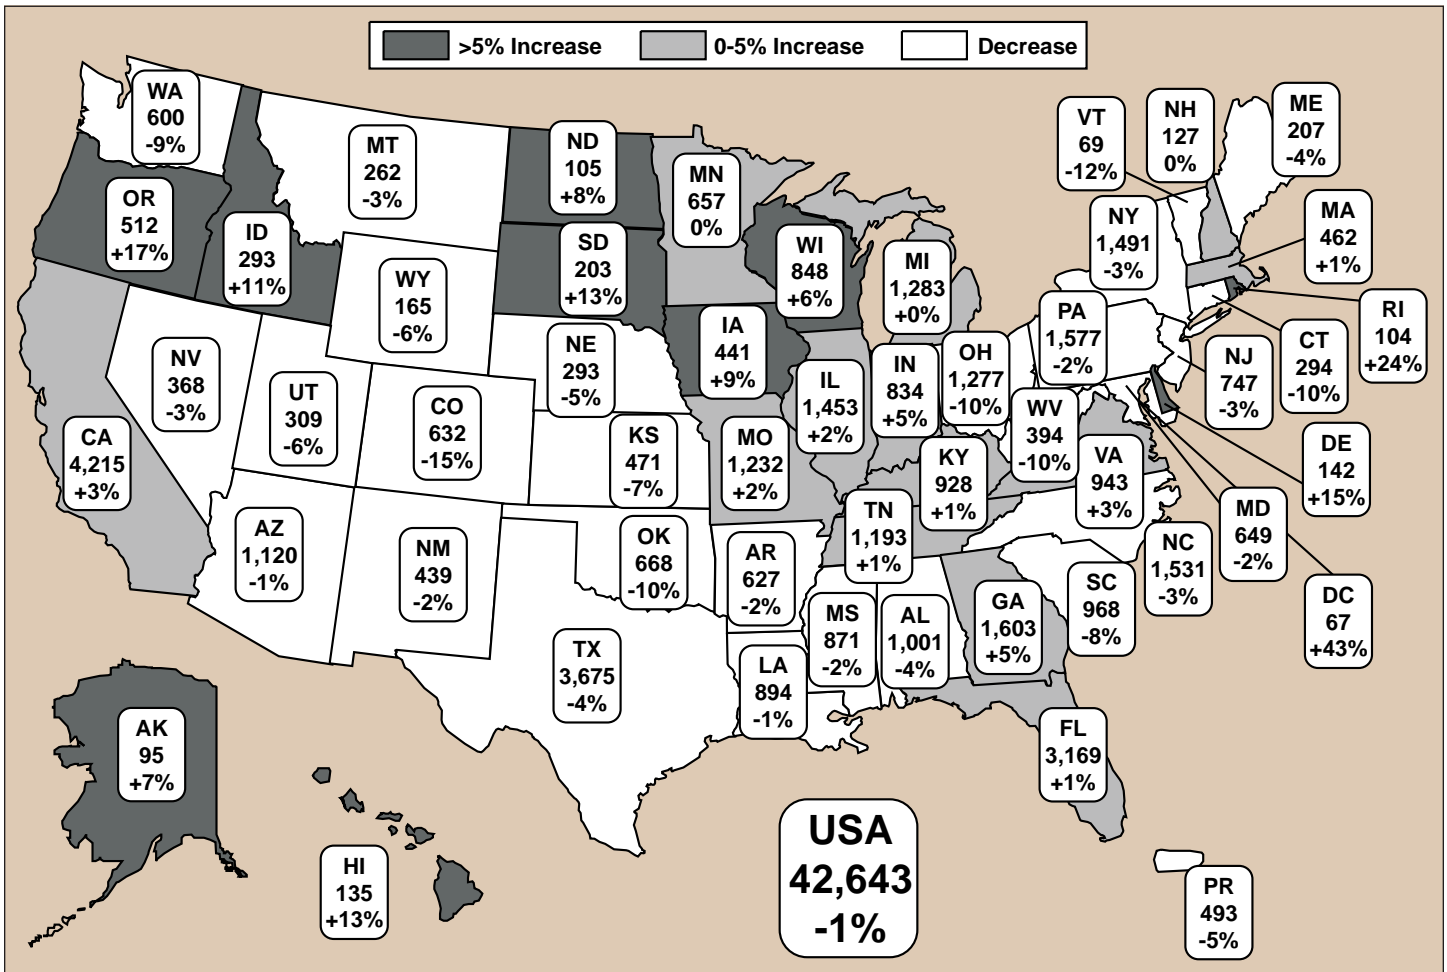 >5% Increase
0-5% Increase
Decrease
WA
600
-9%
MT
262
-3%
ND
105
+8%
MN
657
0%
VT
69
-12%
NH
127
0%
ME
207
-4%
OR
512
+17%
ID
293
+11%
WY
165
-6%
SD
203
+13%
WI
848
+6%
MI
1,283
+0%
NY
1,491
-3%
MA
462
+1%
RI
104
+24%
CT
294
-10%
NJ
747
-3%
PA
1,577
-2%
NV
368
-3%
UT
309
-6%
CO
632
-15%
NE
293
-5%
IA
441
+9%
IL
1,453
+2%
IN
834
+5%
OH
1,277
-10%
WV
394
-10%
CA
4,215
+3%
KS
471
-7%
MO
1,232
+2%
KY
928
+1%
VA
943
+3%
DE
142
+15%
MD
649
-2%
DC
67
+43%
AZ
1,120
-1%
NM
439
-2%
OK
668
-10%
AR
627
-2%
TN
1,193
+1%
NC
1,531
-3%
SC
968
-8%
TX
3,675
-4%
LA
894
-1%
MS
871
-2%
AL
1,001
-4%
GA
1,603
+5%
FL
3,169
+1%
AK
95
+7%
HI
135
+13%
USA
42,643
-1%
PR
493
-5%